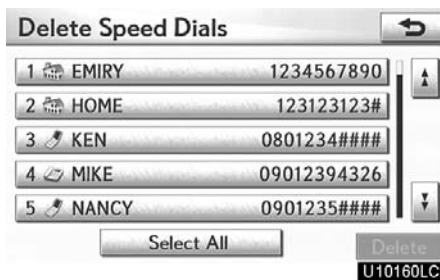 Delete Speed Dials
1 EMIRY 1234567890
2 HOME 123123123#
3 KEN 0801234####
4 MIKE 09012394326
5 NANCY 0901235####
Select All Delete
U10160LC